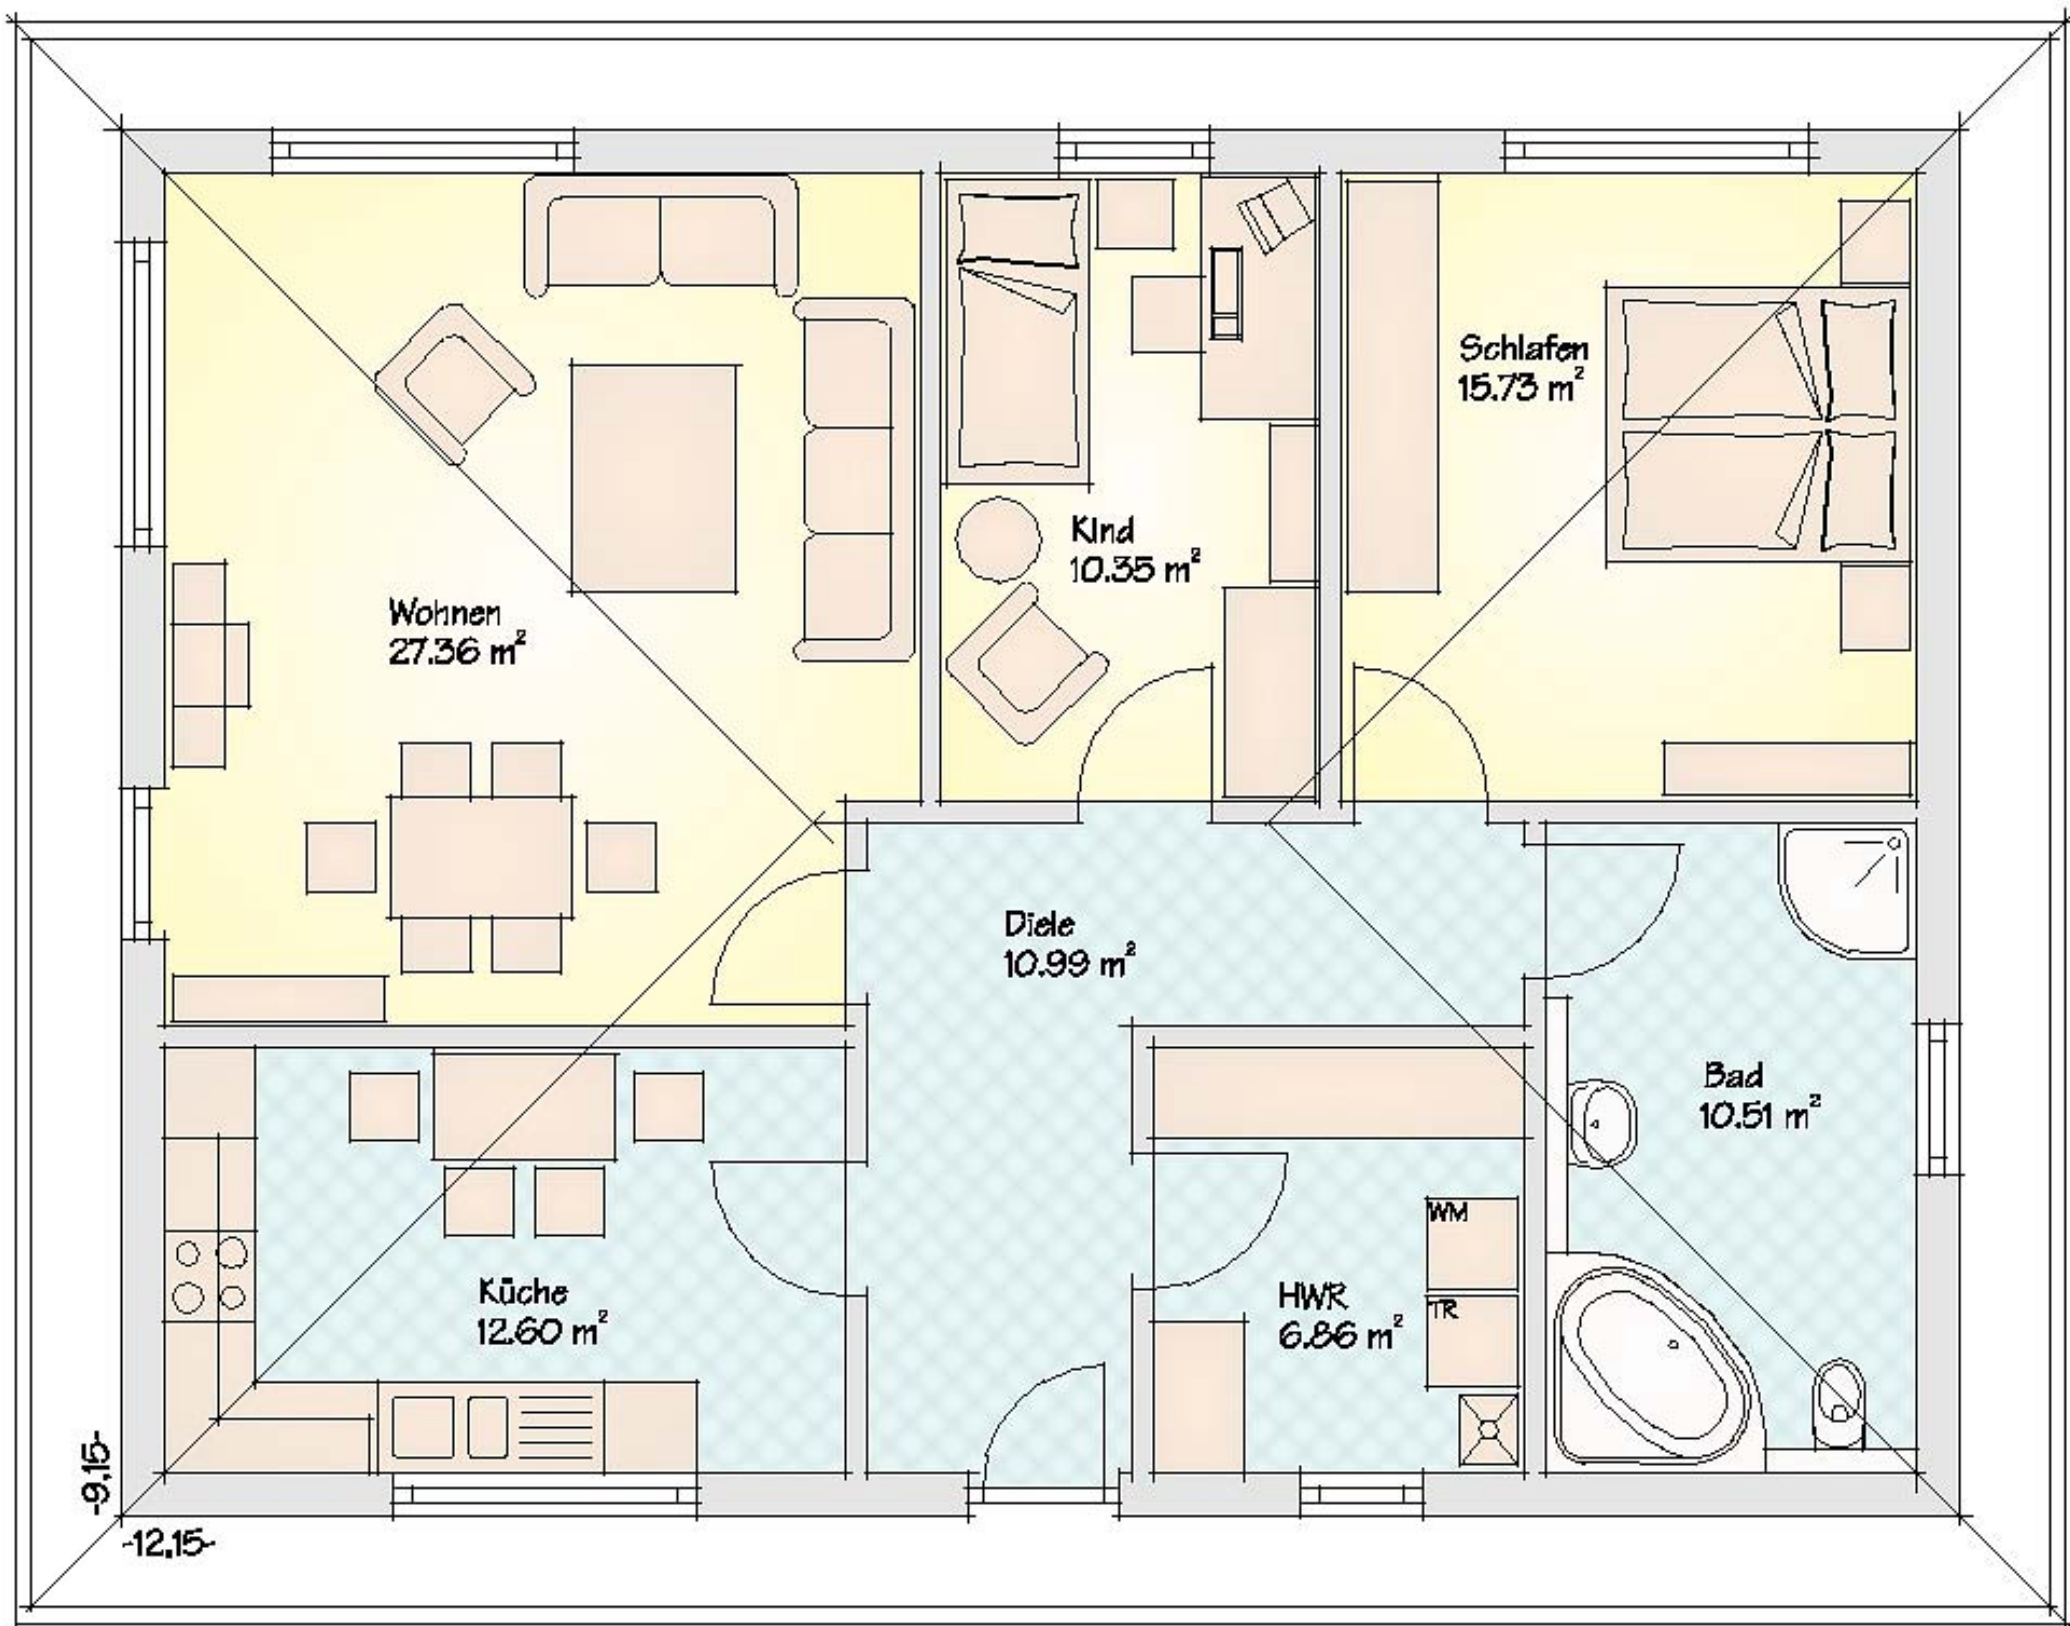 Schlafen
15.73 m²
Kind
10.35 m²
Wohnen
27.36 m²
Diele
10.99 m²
Bad
10.51 m²
WM
Küche
12.60 m²
HWR
6.86 m²
TR
-9.15-
-12.15-